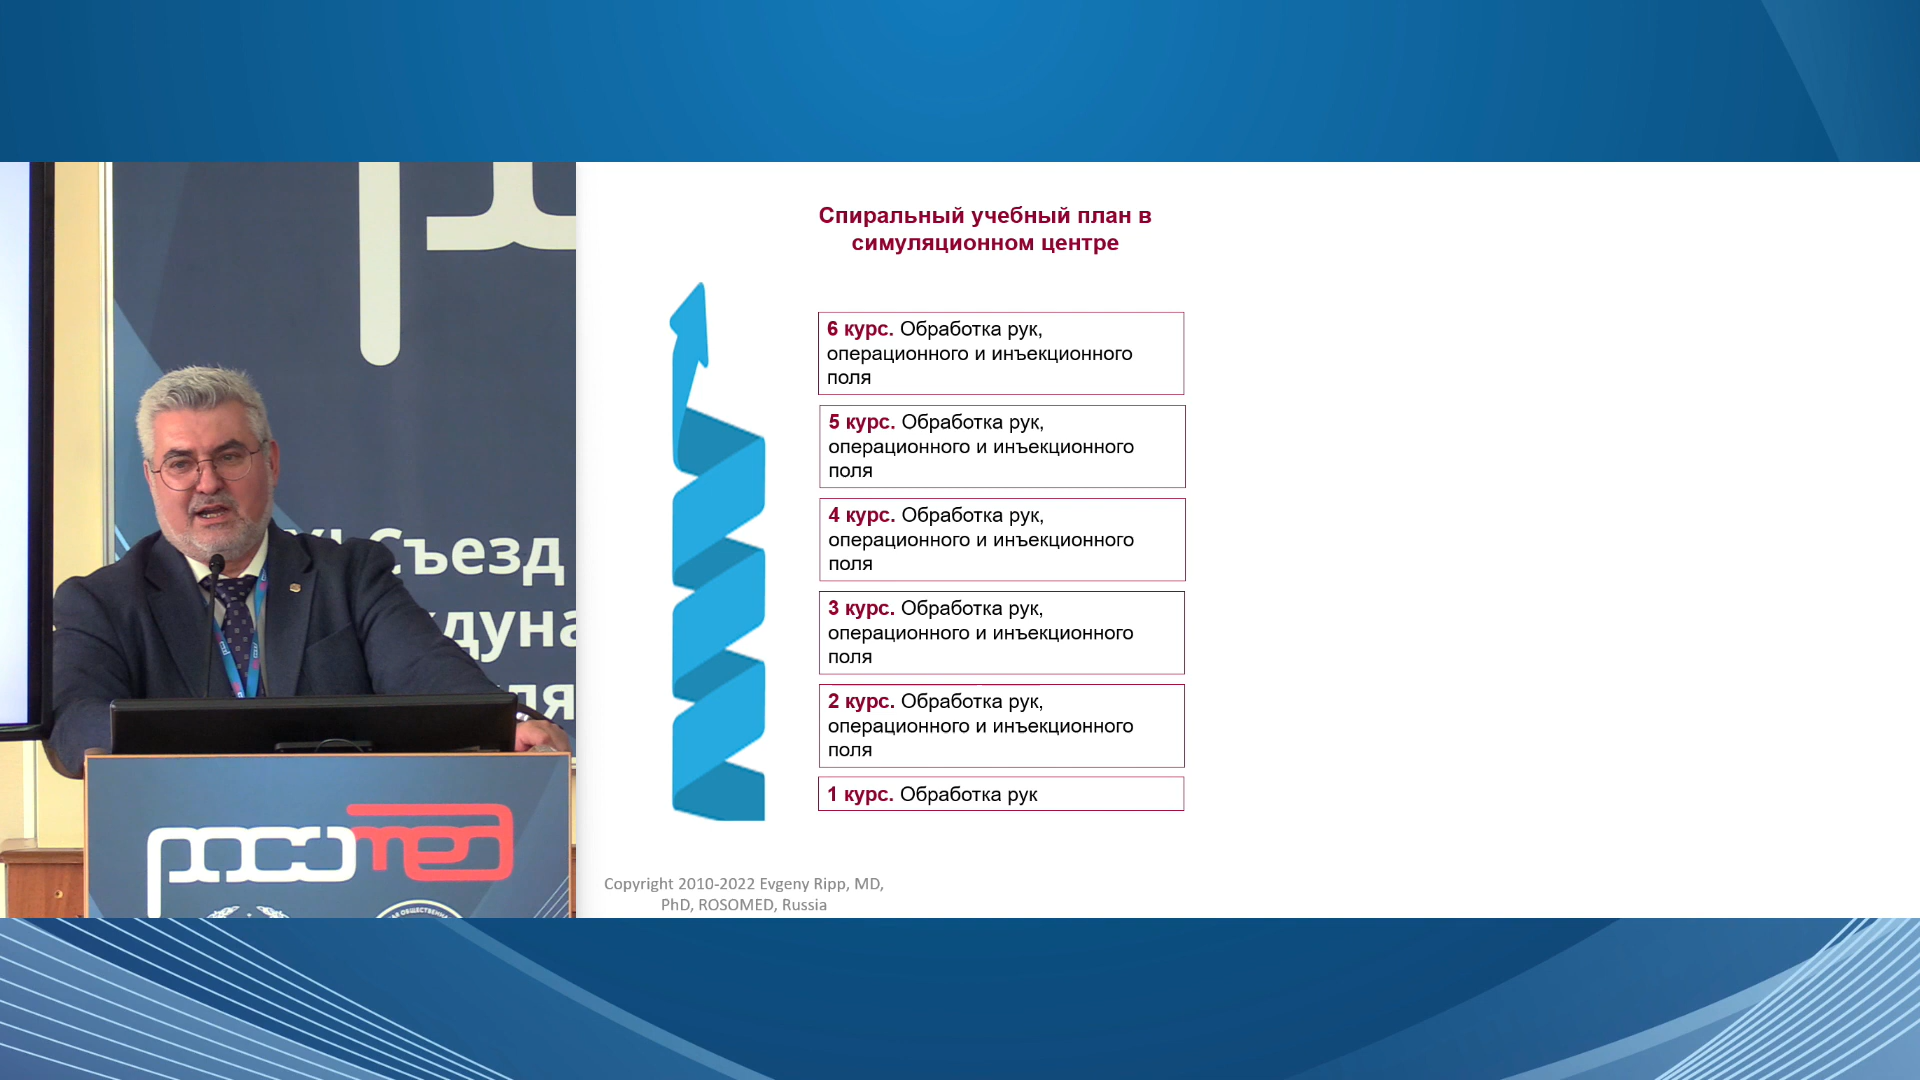 Спиральный учебный план в
симуляционном центре
6 курс. Обработка рук,
операционного и инъекционного
поля
5 курс. Обработка рук,
операционного и инъекционного
поля
4 курс. Обработка рук,
операционного и инъекционного
поля
3 курс. Обработка рук,
операционного и инъекционного
поля
2 курс. Обработка рук,
операционного и инъекционного
поля
1 курс. Обработка рук
Copyright 2010-2022 Evgeny Ripp, MD,
PhD, ROSOMED, Russia
Съезд
росомед